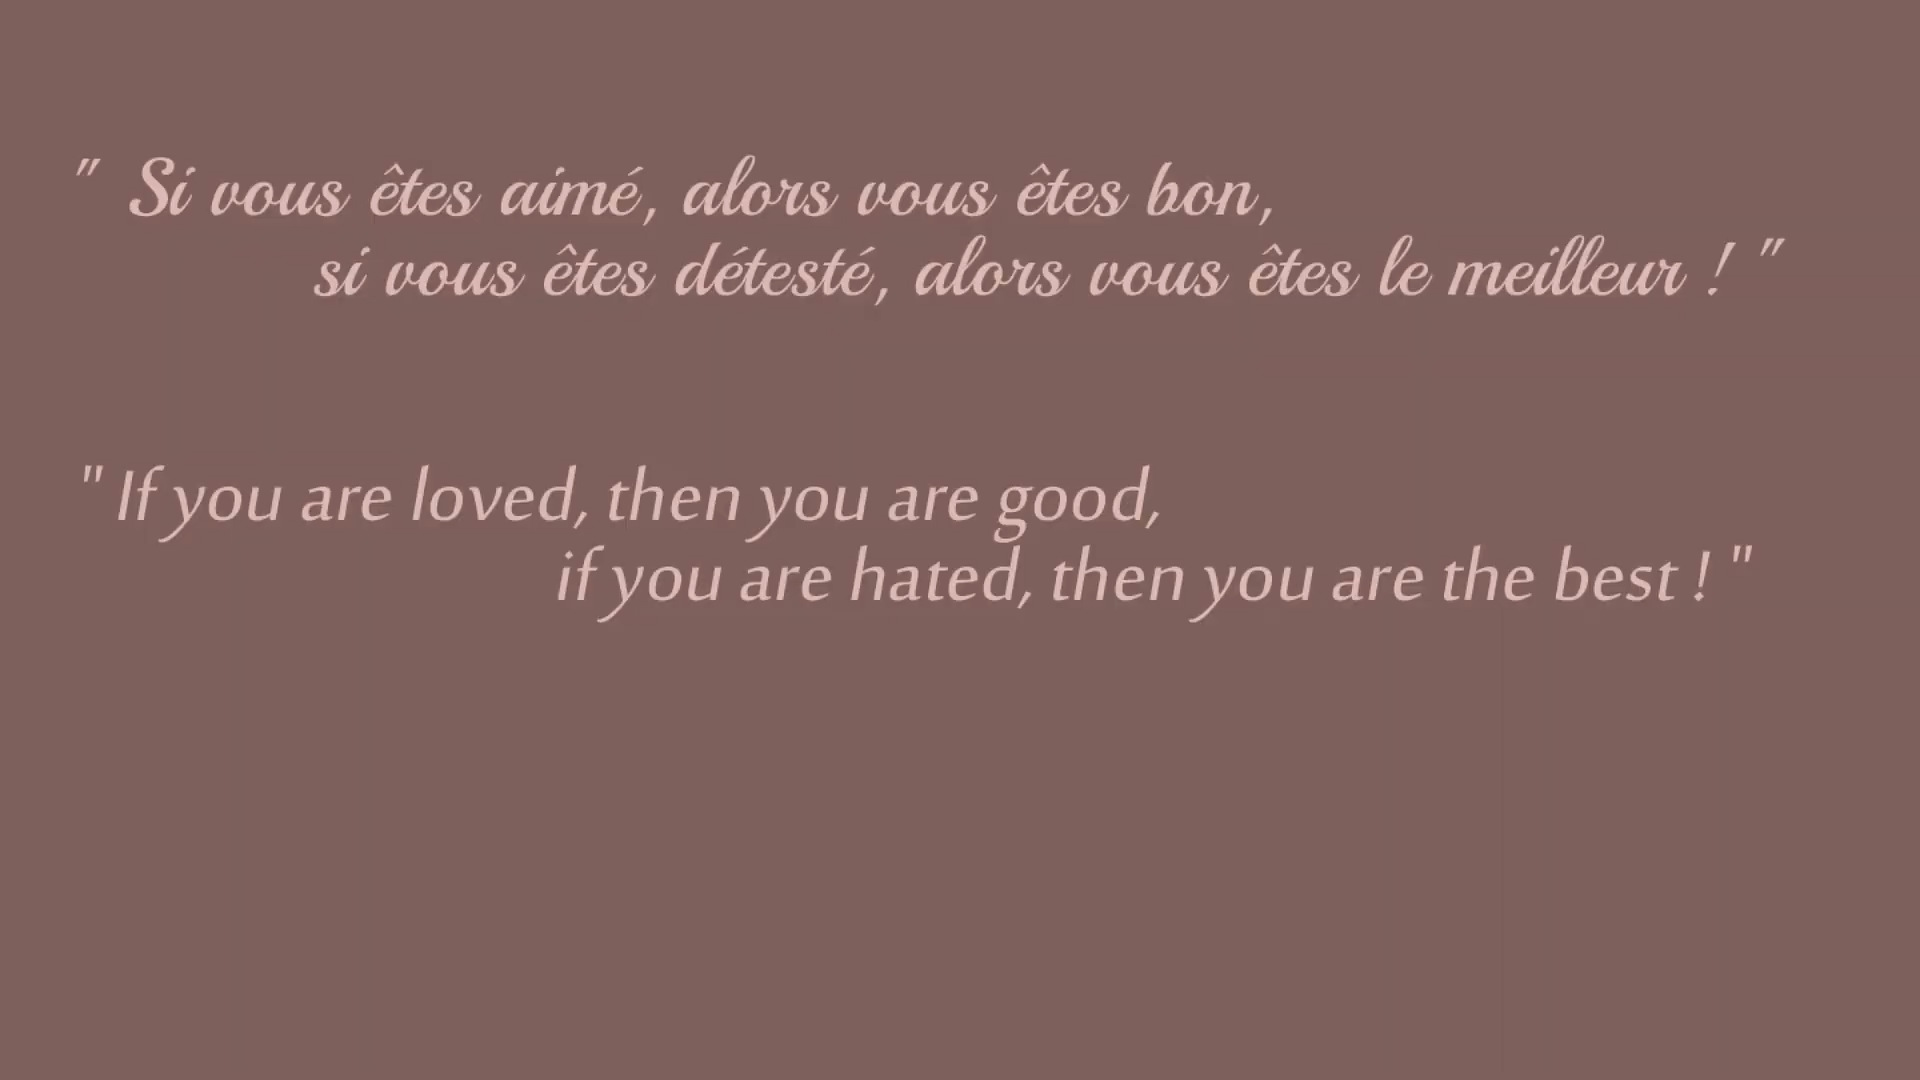 " Si vous êtes aimé, alors vous êtes bon,
si vous êtes détesté, alors vous êtes le meilleur ! "
" If you are loved, then you are good,
if you are hated, then you are the best ! "